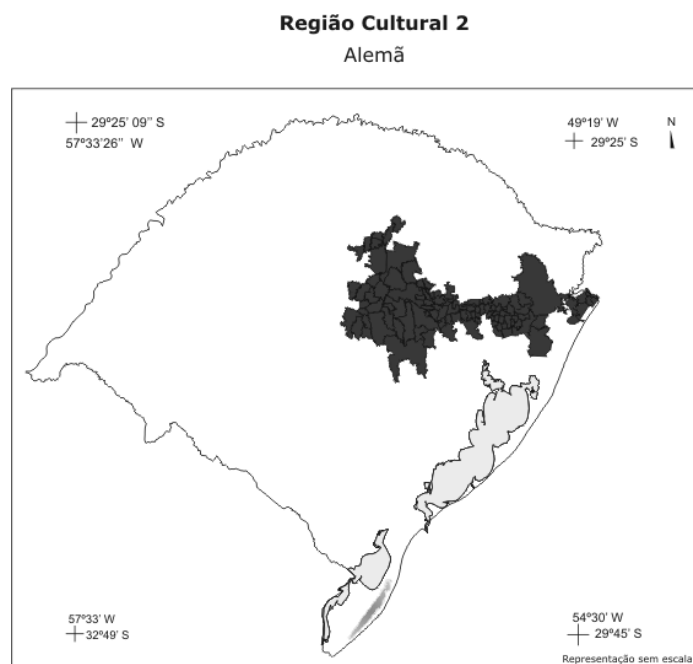 Região Cultural 2
Alemã
29º25' 09'' S
57º33'26'' W
49º19' W
29º25' S
N
57º33' W
32º49' S
54º30' W
29º45' S
Representação sem escala